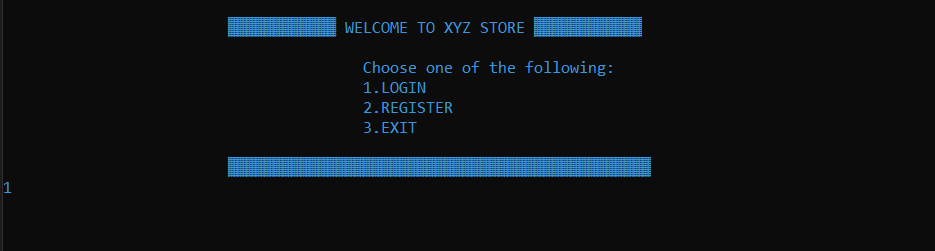 WELCOME TO XYZ STORE
Choose one of the following:
1.LOGIN
2.REGISTER
3.EXIT
1